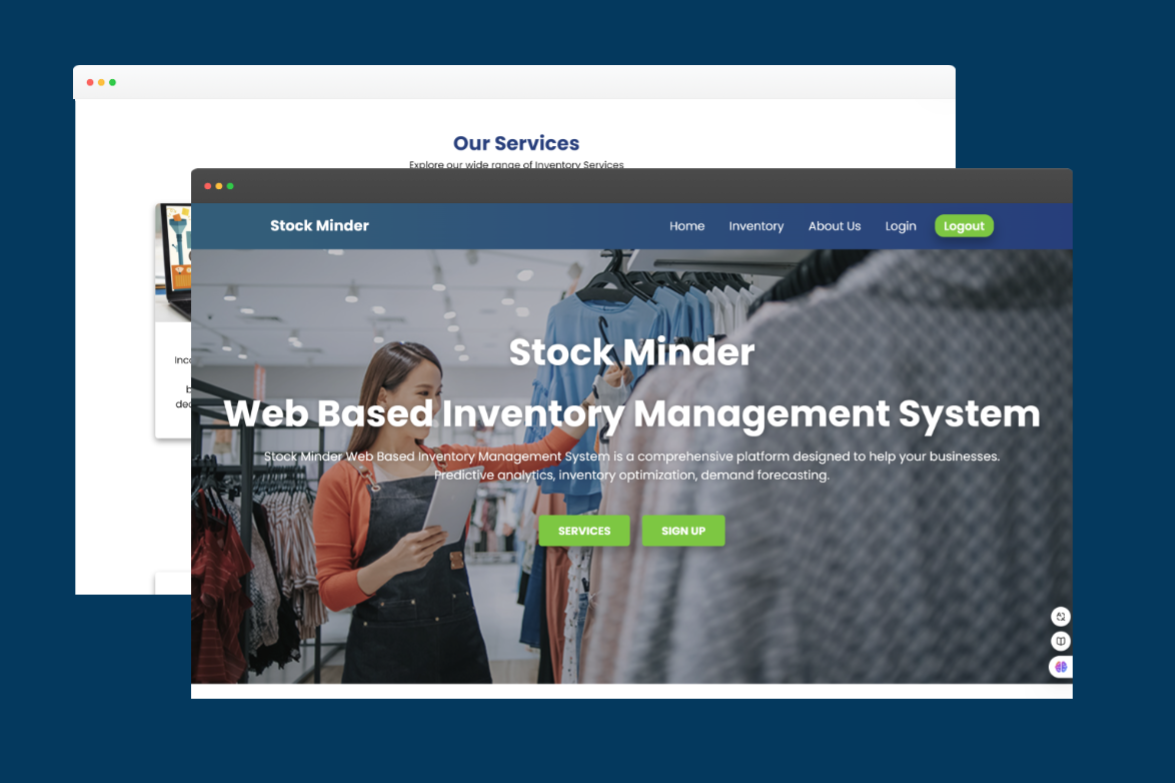 Our Services
Explore our wide range of Inventory Services
Stock Minder
Home
Inventory
About Us
Login
Logout
Stock Minder
Web Based Inventory Management System
Stock Minder Web Based Inventory Management System is a comprehensive platform designed to help your businesses.
Predictive analytics, inventory optimization, demand forecasting.
SERVICES
SIGN UP